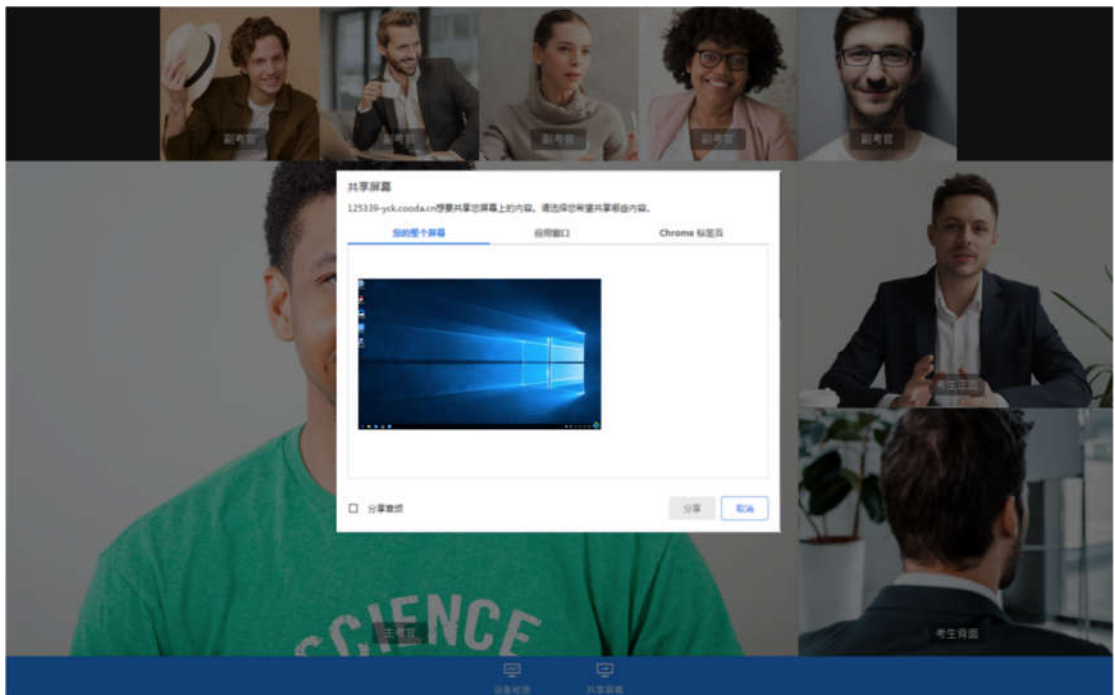 副考官
副考官
副考官
副考官
副考官
共享屏幕
125339-yck.cooda.cn想要共享您屏幕上的内容。请选择您希望共享哪些内容。
您的整个屏幕
应用窗口
Chrome 标签页
分享音频
分享
取消
考生正面
SCIENCE
主考官
考生背面
设备检测
共享屏幕